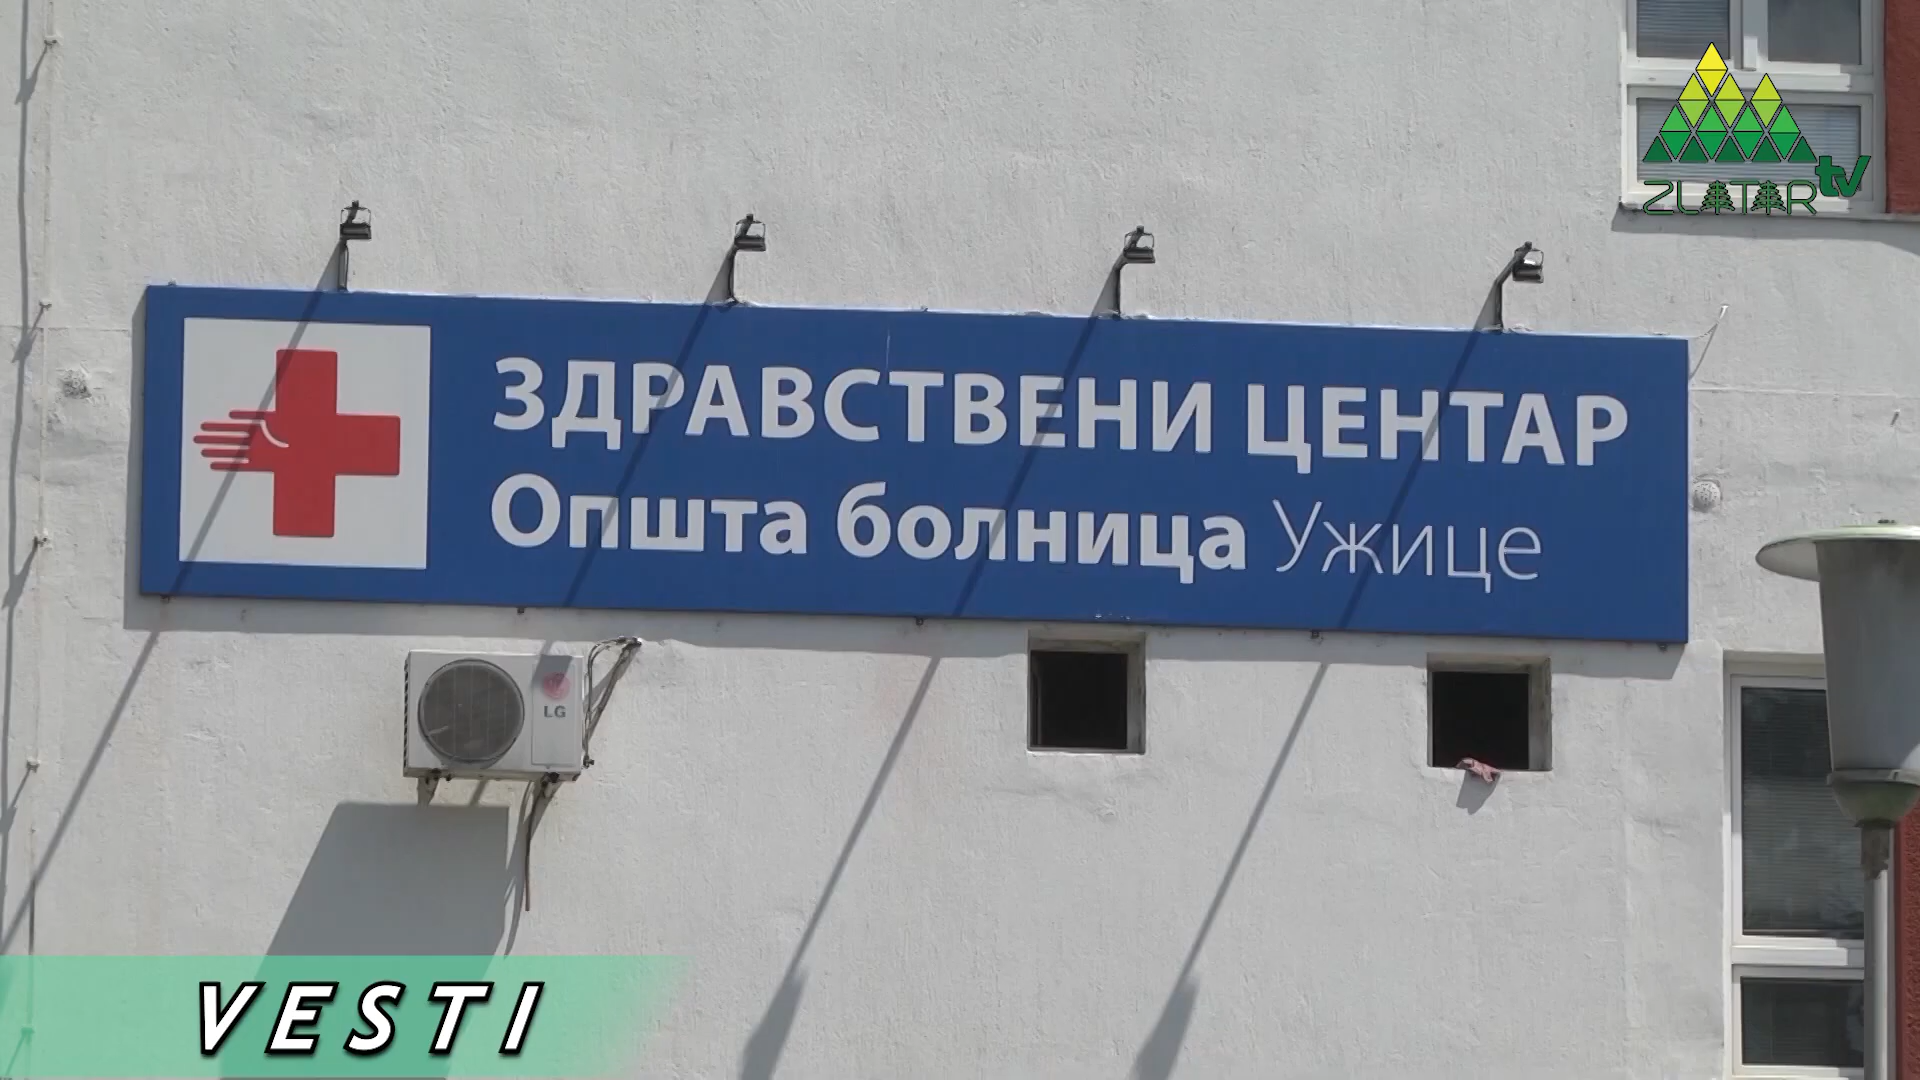 ZLATAR tv
ЗДРАВСТВЕНИ ЦЕНТАР
Општа болница Ужице
LG
VESTI